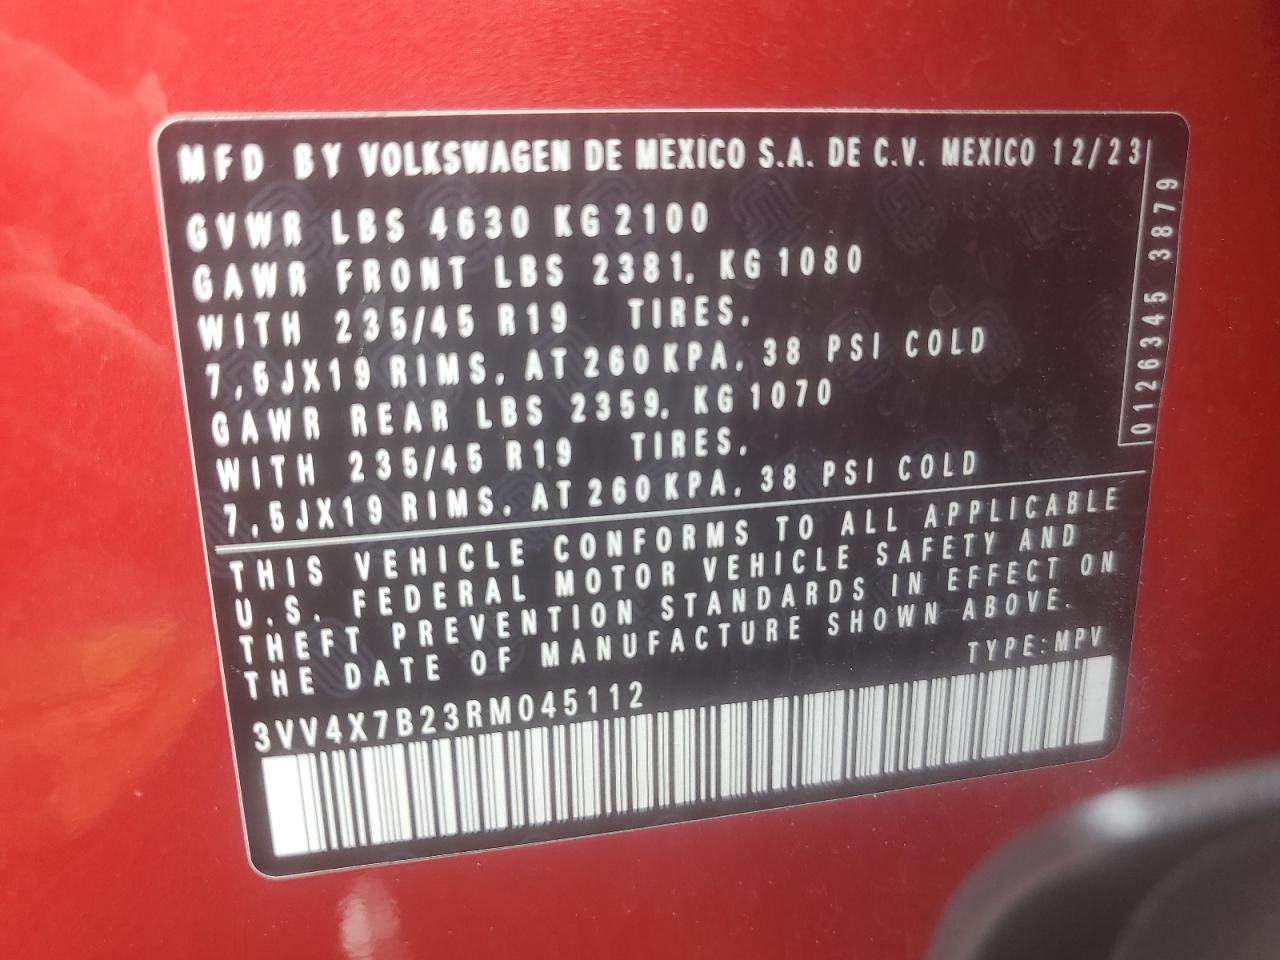 MFD BY VOLKSWAGEN DE MEXICO S.A. DE C.V. MEXICO 12/23
GVWR LBS 4630 KG 2100
GAWR FRONT LBS 2381, KG 1080
WITH 235/45 R19 TIRES,
7,5JX19 RIMS, AT 260 KPA, 38 PSI COLD
GAWR REAR LBS 2359, KG 1070
WITH 235/45 R19 TIRES,
7,5JX19 RIMS, AT 260 KPA, 38 PSI COLD
0126345 3879
THIS VEHICLE CONFORMS TO ALL APPLICABLE
U.S. FEDERAL MOTOR VEHICLE SAFETY AND
THEFT PREVENTION STANDARDS IN EFFECT ON
THE DATE OF MANUFACTURE SHOWN ABOVE.
TYPE:MPV
3VV4X7B23RM045112